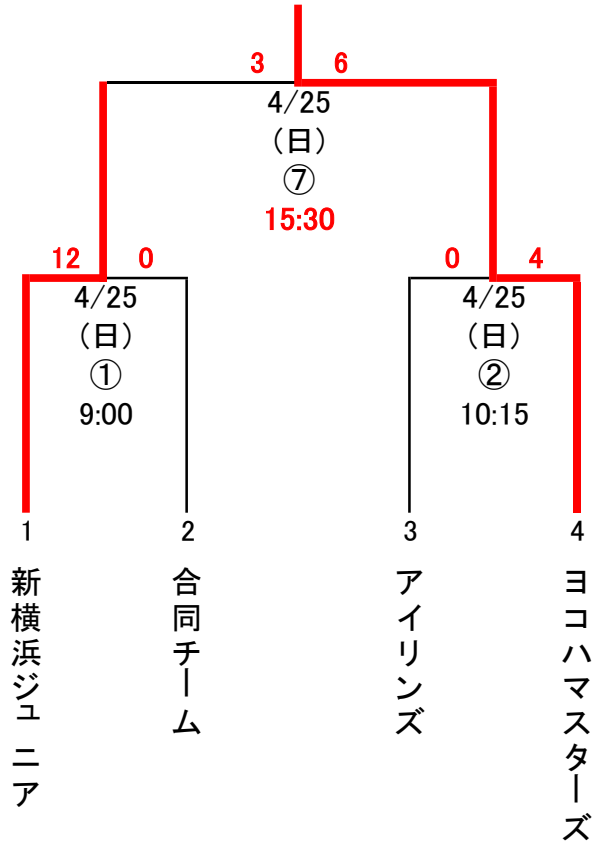 3 6
4/25
(日)
⑦
15:30
12 0
4/25
(日)
①
9:00
0 4
4/25
(日)
②
10:15
1
新横浜ジュニア
2
合同チーム
3
アイリンズ
4
ヨコハマスターズ